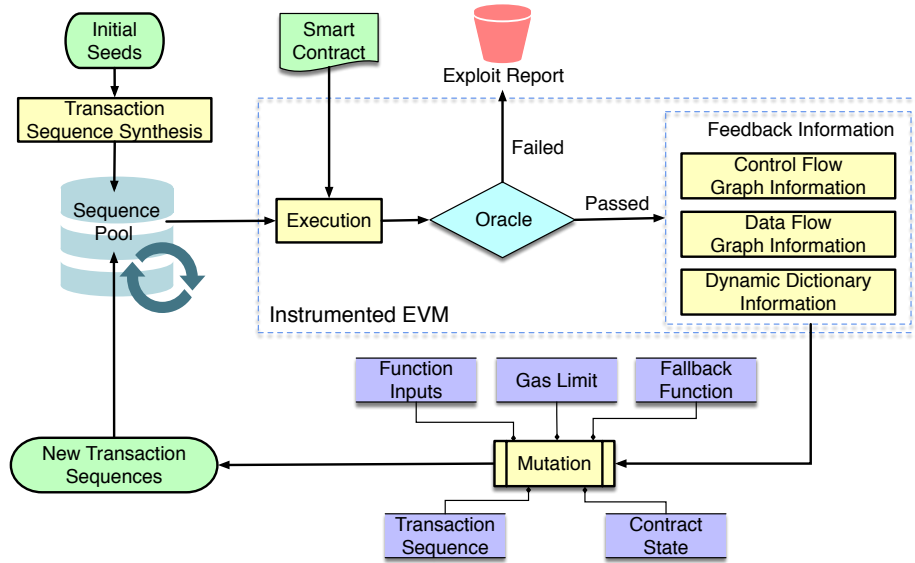 Initial
Seeds
Smart
Contract
Exploit Report
Transaction
Sequence Synthesis
Failed
Feedback Information
Control Flow
Graph Information
Sequence
Pool
Execution
Oracle
Passed
Data Flow
Graph Information
Dynamic Dictionary
Information
Instrumented EVM
Function
Inputs
Gas Limit
Fallback
Function
New Transaction
Sequences
Mutation
Transaction
Sequence
Contract
State